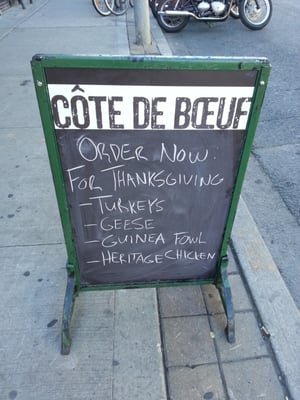 CÔTE DE BŒUF
ORDER NOW:
FOR THANKSGIVING
- TURKEYS
- GEESE
- GUINEA FOWL
- HERITAGE CHICKEN